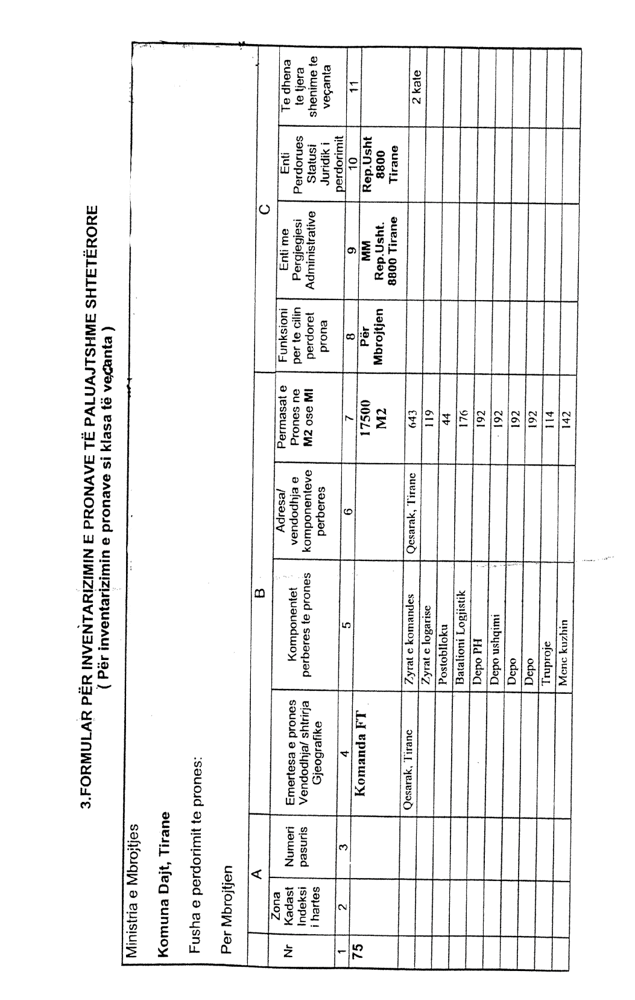 3.FORMULAR PËR INVENTARIZIMIN E PRONAVE TË PALUAJTSHME SHTETËRORE
( Për inventarizimin e pronave si klasa të veçanta )
Ministria e Mbrojtjes
Komuna Dajt, Tirane
Fusha e perdorimit te prones:
Per Mbrojtjen
A B C
Nr
Zona
Kadast
Indeksi
i hartes
Numeri
pasuris
Emertesa e prones
Vendodhja/ shtrirja
Gjeografike
Komponentet
perberes te prones
Adresa/
vendodhja e
komponenteve
perberes
Permasat e
Prones ne
M2 ose Ml
Funksioni
per te cilin
perdoret
prona
Enti me
Pergjegjesi
Administrative
Enti
Perdorues
Statusi
Juridik i
perdorimit
Te dhena
te tjera
shenime te
veçanta
1 2 3 4 5 6 7 8 9 10 11
75
Komanda FT
17500
M2
Për
Mbrojtjen
MM
Rep.Usht.
8800 Tirane
Rep.Usht
8800
Tirane
Qesarak, Tirane Zyrat e komandes Qesarak, Tirane 643 2 kate
Zyrat e logarise 119
Postoblloku 44
Batalioni Logjistik 176
Depo PH 192
Depo ushqimi 192
Depo 192
Depo 192
Truproje 114
Menc kuzhin 142